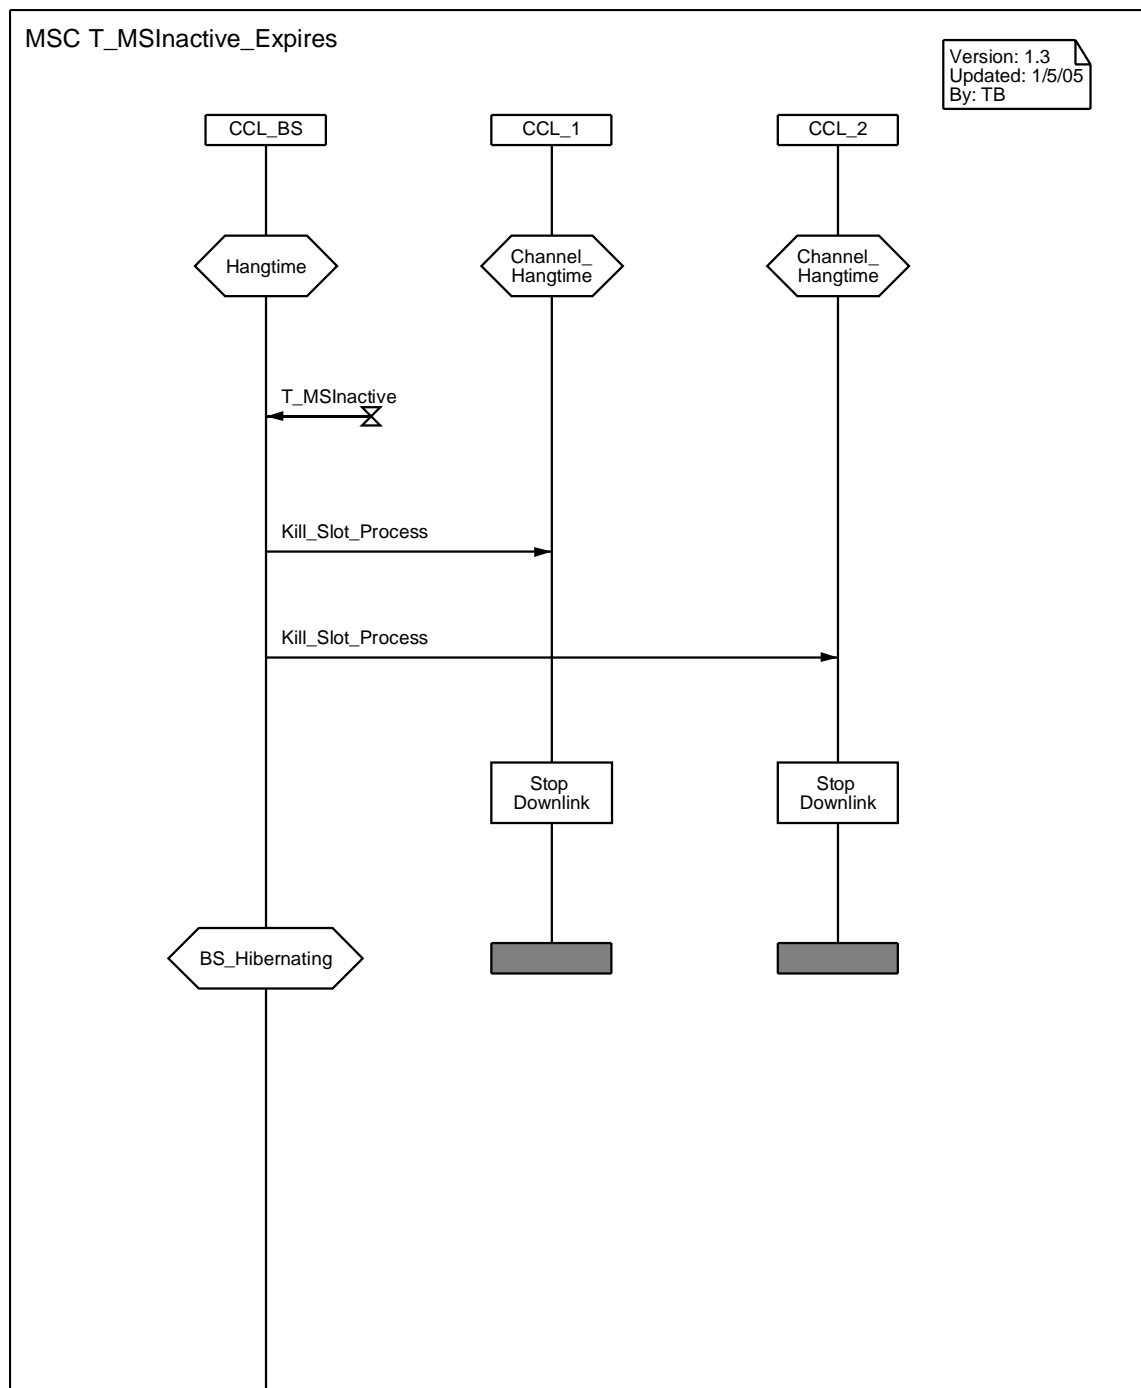 MSC T_MSInactive_Expires
Version: 1.3
Updated: 1/5/05
By: TB
CCL_BS
CCL_1
CCL_2
Hangtime
Channel_
Hangtime
Channel_
Hangtime
T_MSInactive
Kill_Slot_Process
Kill_Slot_Process
Stop
Downlink
Stop
Downlink
BS_Hibernating